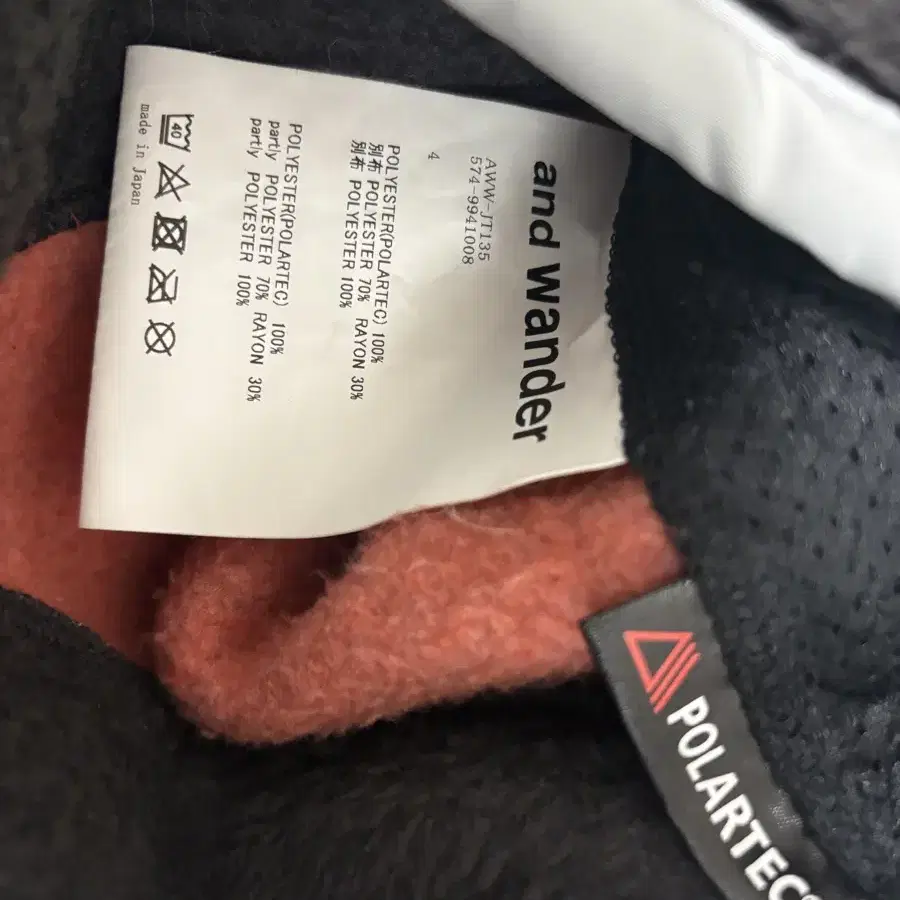 and wander
AWW-JT135
574-9941008
4
POLYESTER(POLARTEC) 100%
別布 POLYESTER 70% RAYON 30%
別布 POLYESTER 100%
POLYESTER(POLARTEC) 100%
partly POLYESTER 70% RAYON 30%
partly POLYESTER 100%
40
made in Japan
POLARTEC